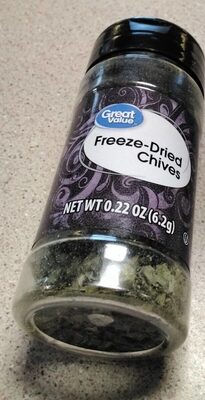 Great
Value
Freeze-Dried
Chives
NET WT 0.22 OZ (6.2g)